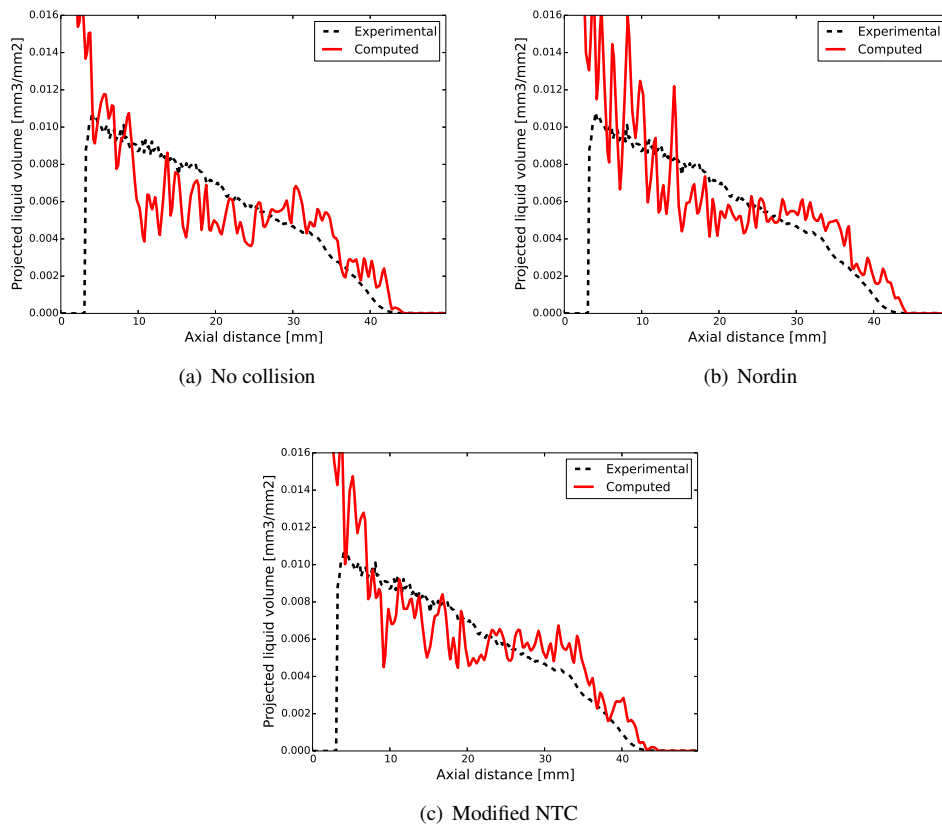 0.016
0.014
0.012
0.010
0.008
0.006
0.004
0.002
0.000
Projected liquid volume [mm3/mm2]
Experimental
Computed
0 10 20 30 40
Axial distance [mm]
(a) No collision
0.016
0.014
0.012
0.010
0.008
0.006
0.004
0.002
0.000
Projected liquid volume [mm3/mm2]
Experimental
Computed
0 10 20 30 40
Axial distance [mm]
(b) Nordin
0.016
0.014
0.012
0.010
0.008
0.006
0.004
0.002
0.000
Projected liquid volume [mm3/mm2]
Experimental
Computed
0 10 20 30 40
Axial distance [mm]
(c) Modified NTC